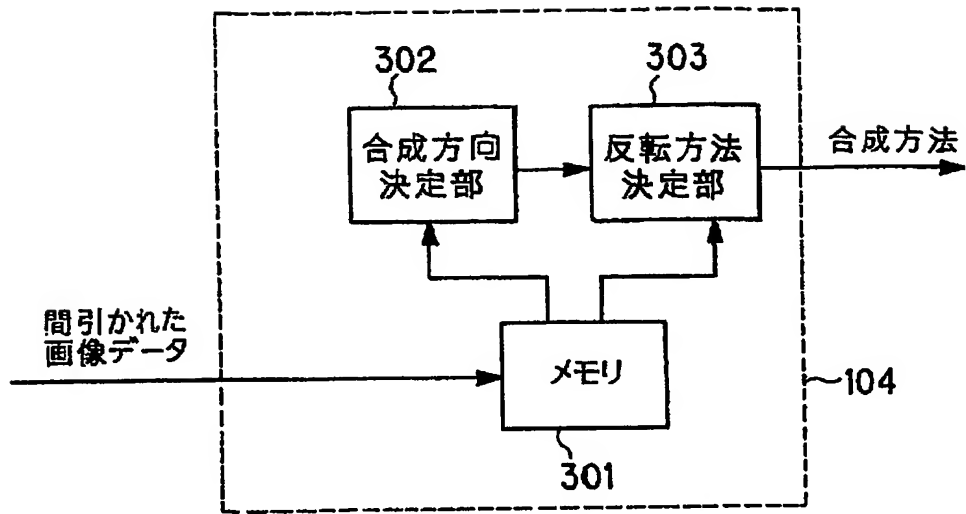 302
303
合成方向
決定部
反転方法
決定部
合成方法
間引かれた
画像データ
メモリ
104
301